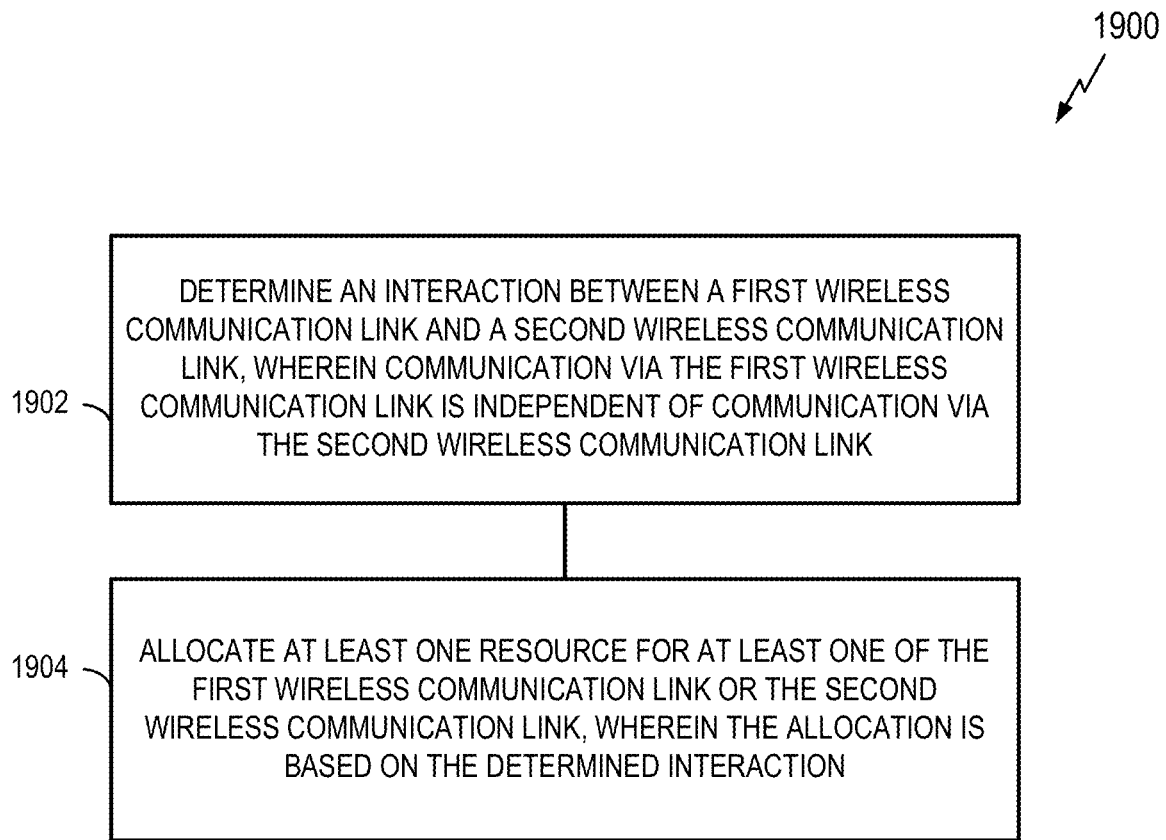 1900
DETERMINE AN INTERACTION BETWEEN A FIRST WIRELESS
COMMUNICATION LINK AND A SECOND WIRELESS COMMUNICATION
LINK, WHEREIN COMMUNICATION VIA THE FIRST WIRELESS
COMMUNICATION LINK IS INDEPENDENT OF COMMUNICATION VIA
THE SECOND WIRELESS COMMUNICATION LINK
1902
ALLOCATE AT LEAST ONE RESOURCE FOR AT LEAST ONE OF THE
FIRST WIRELESS COMMUNICATION LINK OR THE SECOND
WIRELESS COMMUNICATION LINK, WHEREIN THE ALLOCATION IS
BASED ON THE DETERMINED INTERACTION
1904